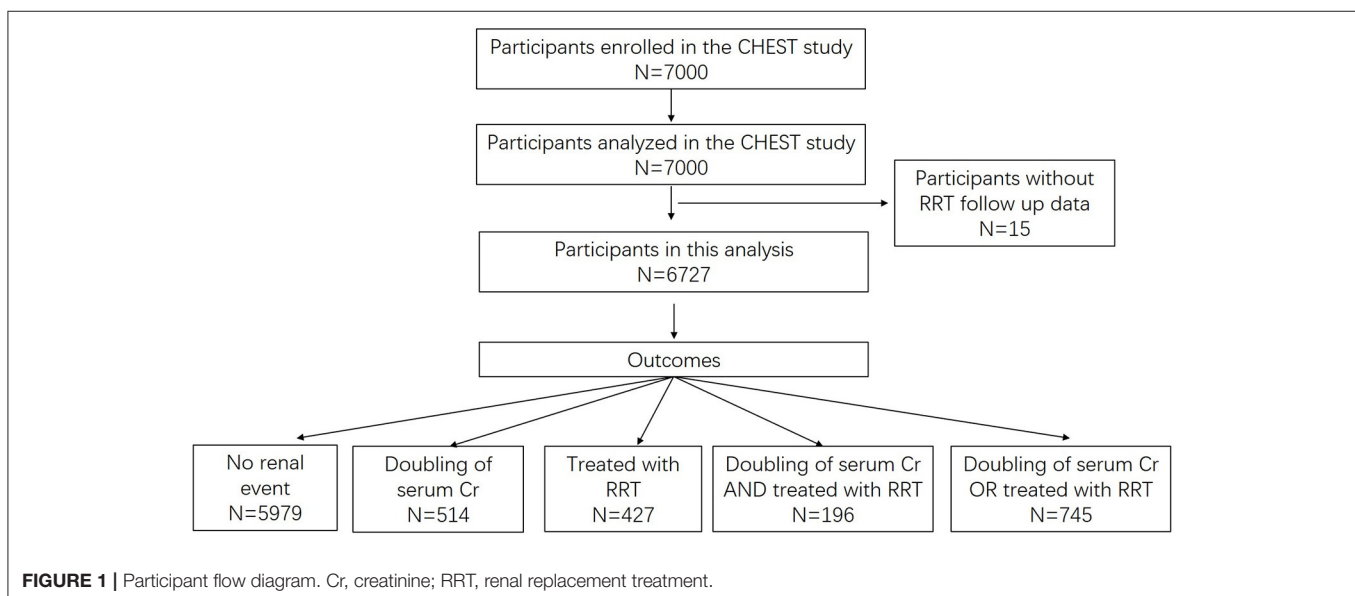 Participants enrolled in the CHEST study
N=7000
Participants analyzed in the CHEST study
N=7000
Participants without
RRT follow up data
N=15
Participants in this analysis
N=6727
Outcomes
No renal
event
N=5979
Doubling of
serum Cr
N=514
Treated with
RRT
N=427
Doubling of serum Cr
AND treated with RRT
N=196
Doubling of serum Cr
OR treated with RRT
N=745
FIGURE 1 | Participant flow diagram. Cr, creatinine; RRT, renal replacement treatment.